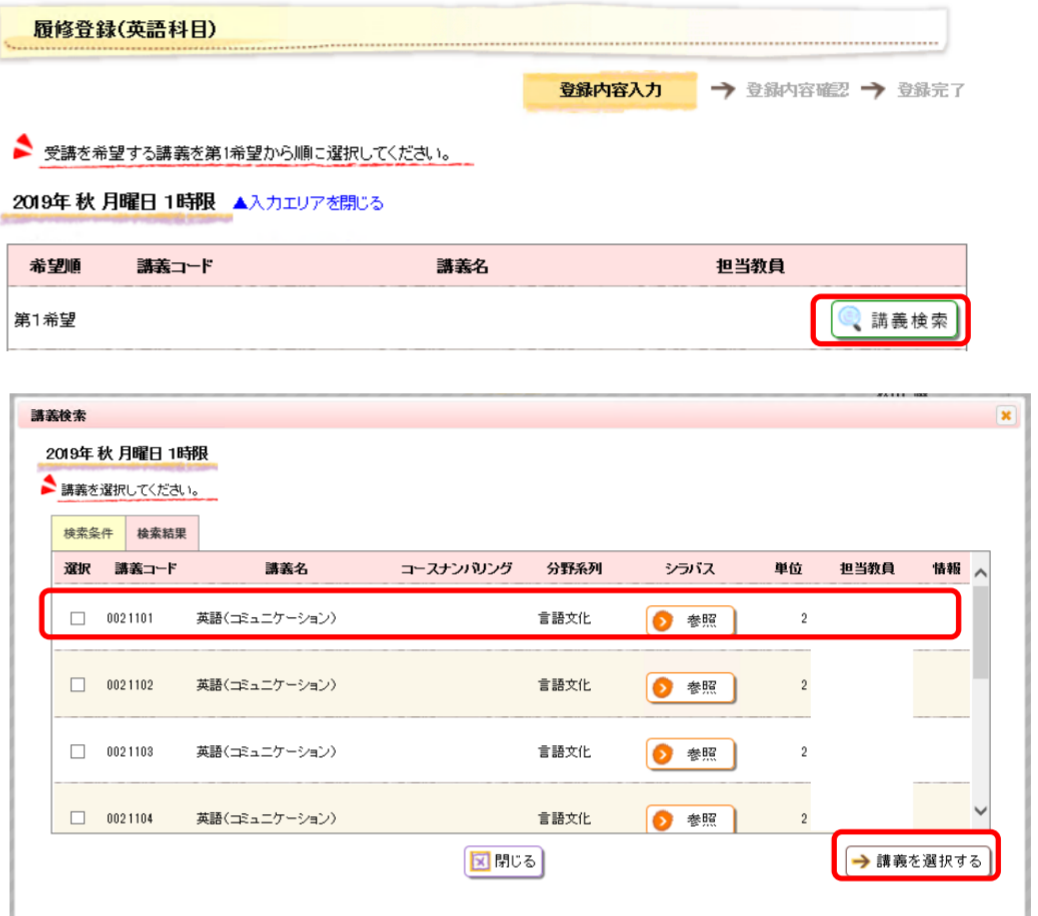 履修登録(英語科目)
登録内容入力 → 登録内容確認 → 登録完了
受講を希望する講義を第1希望から順に選択してください。
2019年 秋 月曜日 1時限 ▲入力エリアを閉じる
希望順 講義コード 講義名 担当教員
第1希望 講義検索
講義検索
2019年 秋 月曜日 1時限
講義を選択してください。
検索条件 検索結果
選択 講義コード 講義名 コースナンバリング 分野系列 シラバス 単位 担当教員 情報
0021101 英語(コミュニケーション) 言語文化 参照 2
0021102 英語(コミュニケーション) 言語文化 参照 2
0021103 英語(コミュニケーション) 言語文化 参照 2
0021104 英語(コミュニケーション) 言語文化 参照 2
閉じる 講義を選択する